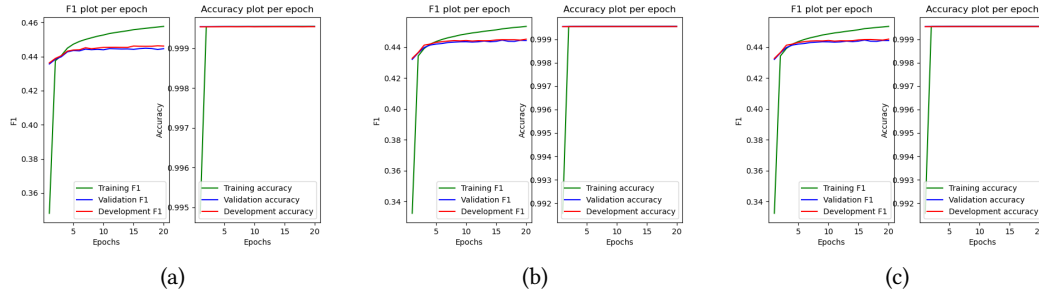 F1 plot per epoch
0.46
0.44
0.42
0.40
0.38
0.36
F1
Training F1
Validation F1
Development F1
5 10 15 20
Epochs
Accuracy plot per epoch
0.999
0.998
0.997
0.996
0.995
Accuracy
Training accuracy
Validation accuracy
Development accuracy
5 10 15 20
Epochs
(a)
F1 plot per epoch
0.44
0.42
0.40
0.38
0.36
0.34
F1
Training F1
Validation F1
Development F1
5 10 15 20
Epochs
Accuracy plot per epoch
0.999
0.998
0.997
0.996
0.995
0.994
0.993
0.992
Accuracy
Training accuracy
Validation accuracy
Development accuracy
5 10 15 20
Epochs
(b)
F1 plot per epoch
0.44
0.42
0.40
0.38
0.36
0.34
F1
Training F1
Validation F1
Development F1
5 10 15 20
Epochs
Accuracy plot per epoch
0.999
0.998
0.997
0.996
0.995
0.994
0.993
0.992
Accuracy
Training accuracy
Validation accuracy
Development accuracy
5 10 15 20
Epochs
(c)